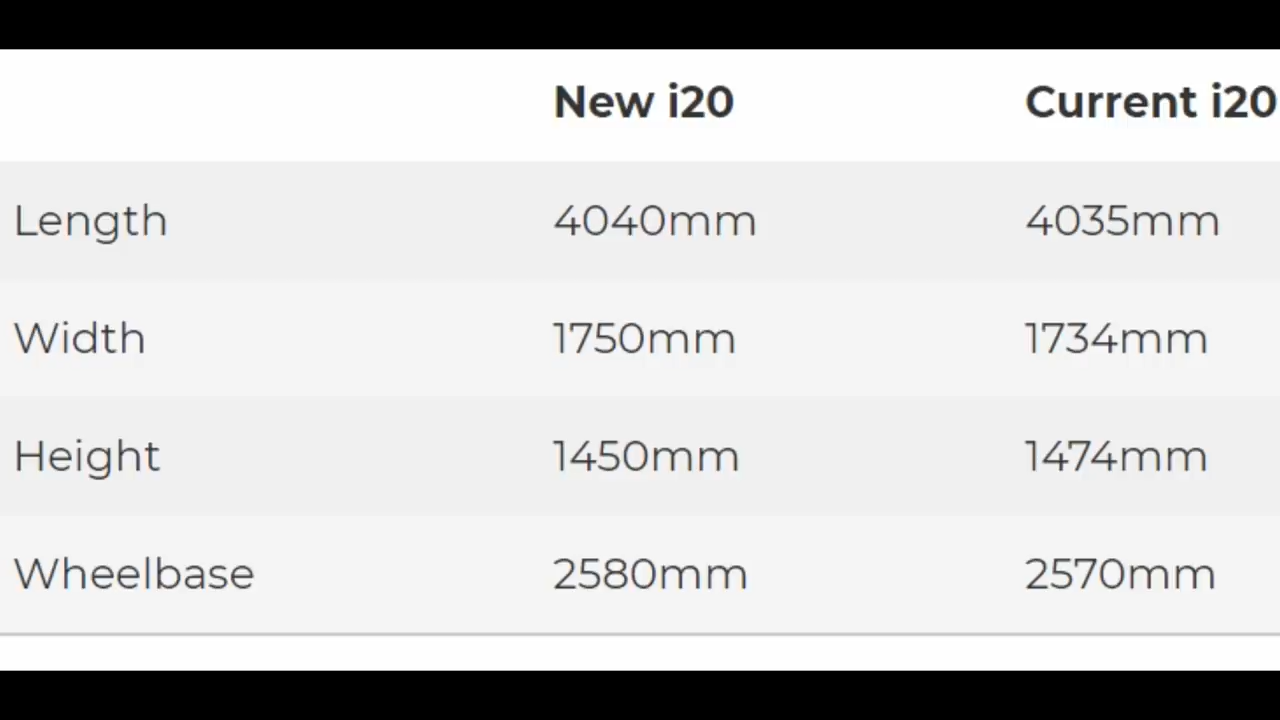 New i20 Current i20
Length 4040mm 4035mm
Width 1750mm 1734mm
Height 1450mm 1474mm
Wheelbase 2580mm 2570mm